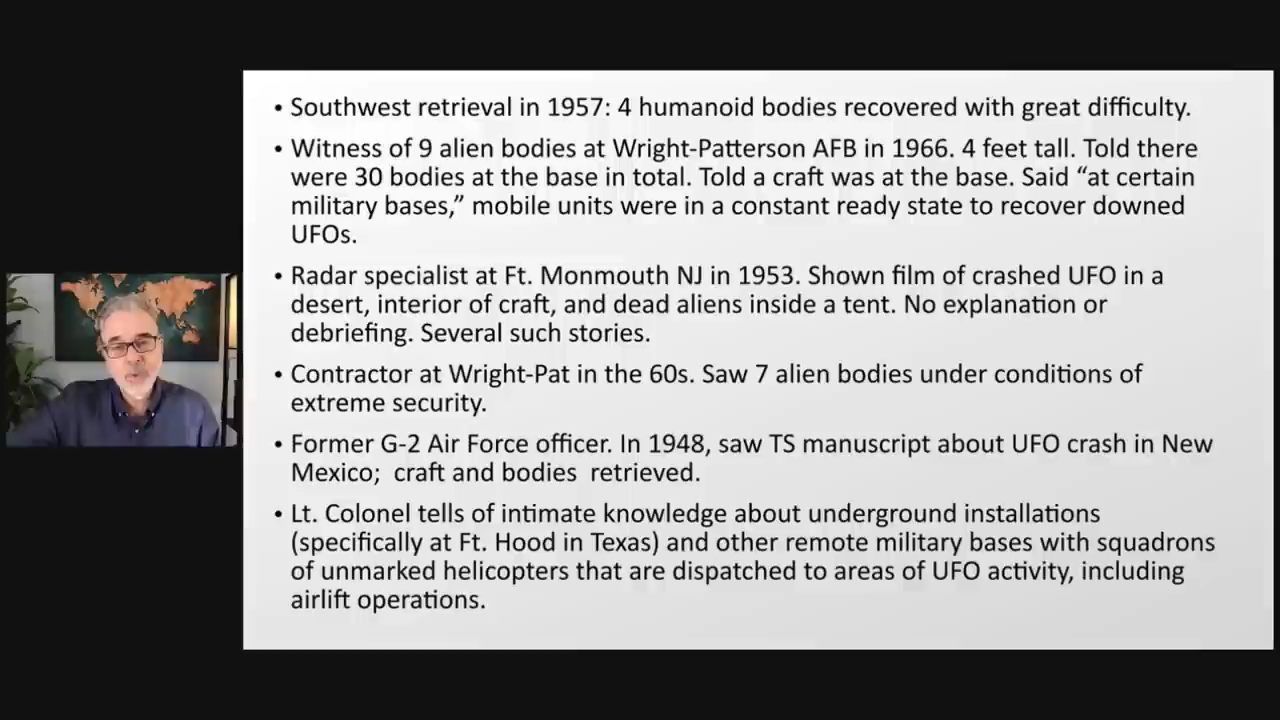 • Southwest retrieval in 1957: 4 humanoid bodies recovered with great difficulty.
• Witness of 9 alien bodies at Wright-Patterson AFB in 1966. 4 feet tall. Told there
were 30 bodies at the base in total. Told a craft was at the base. Said “at certain
military bases,” mobile units were in a constant ready state to recover downed
UFOs.
• Radar specialist at Ft. Monmouth NJ in 1953. Shown film of crashed UFO in a
desert, interior of craft, and dead aliens inside a tent. No explanation or
debriefing. Several such stories.
• Contractor at Wright-Pat in the 60s. Saw 7 alien bodies under conditions of
extreme security.
• Former G-2 Air Force officer. In 1948, saw TS manuscript about UFO crash in New
Mexico;  craft and bodies  retrieved.
• Lt. Colonel tells of intimate knowledge about underground installations
(specifically at Ft. Hood in Texas) and other remote military bases with squadrons
of unmarked helicopters that are dispatched to areas of UFO activity, including
airlift operations.